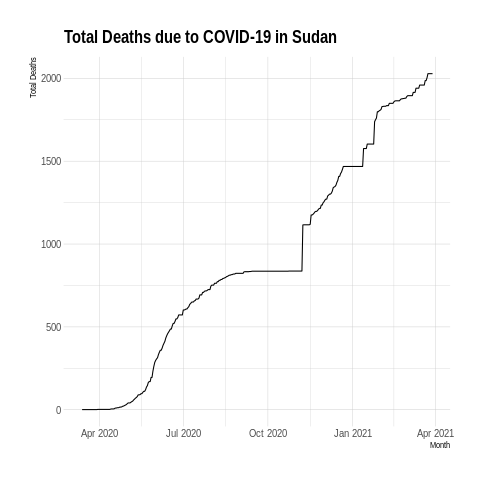 Total Deaths due to COVID-19 in Sudan
Total Deaths
2000
1500
1000
500
0
Apr 2020 Jul 2020 Oct 2020 Jan 2021 Apr 2021
Month